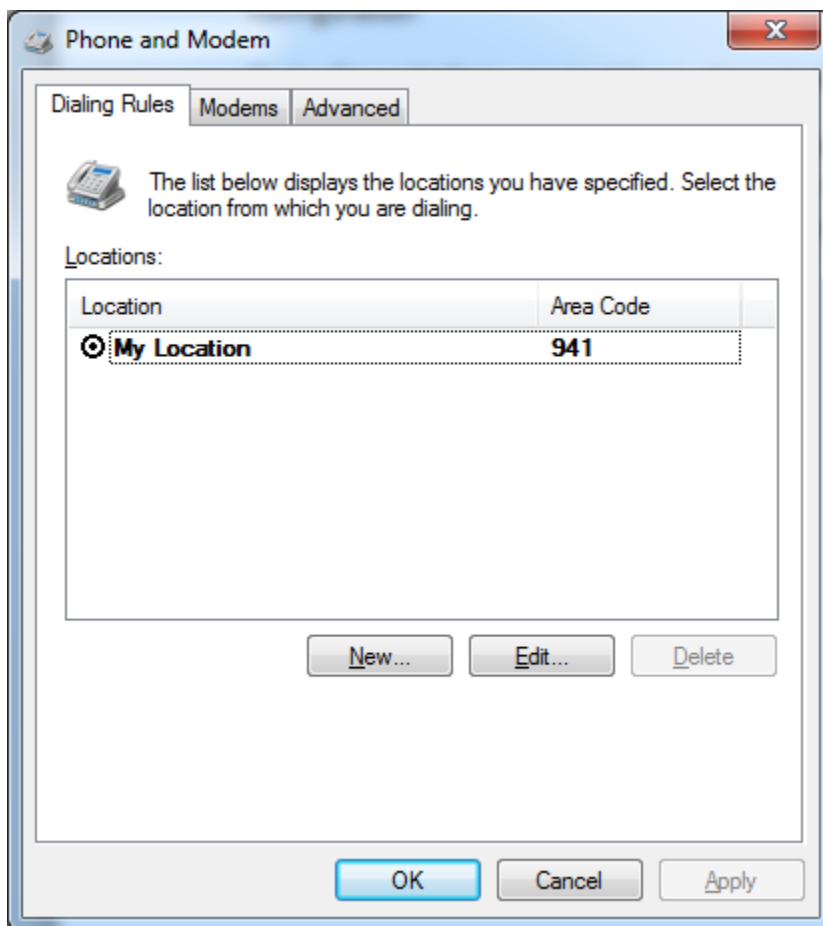 Phone and Modem
Dialing Rules Modems Advanced
The list below displays the locations you have specified. Select the
location from which you are dialing.
Locations:
Location Area Code
My Location 941
New... Edit... Delete
OK Cancel Apply